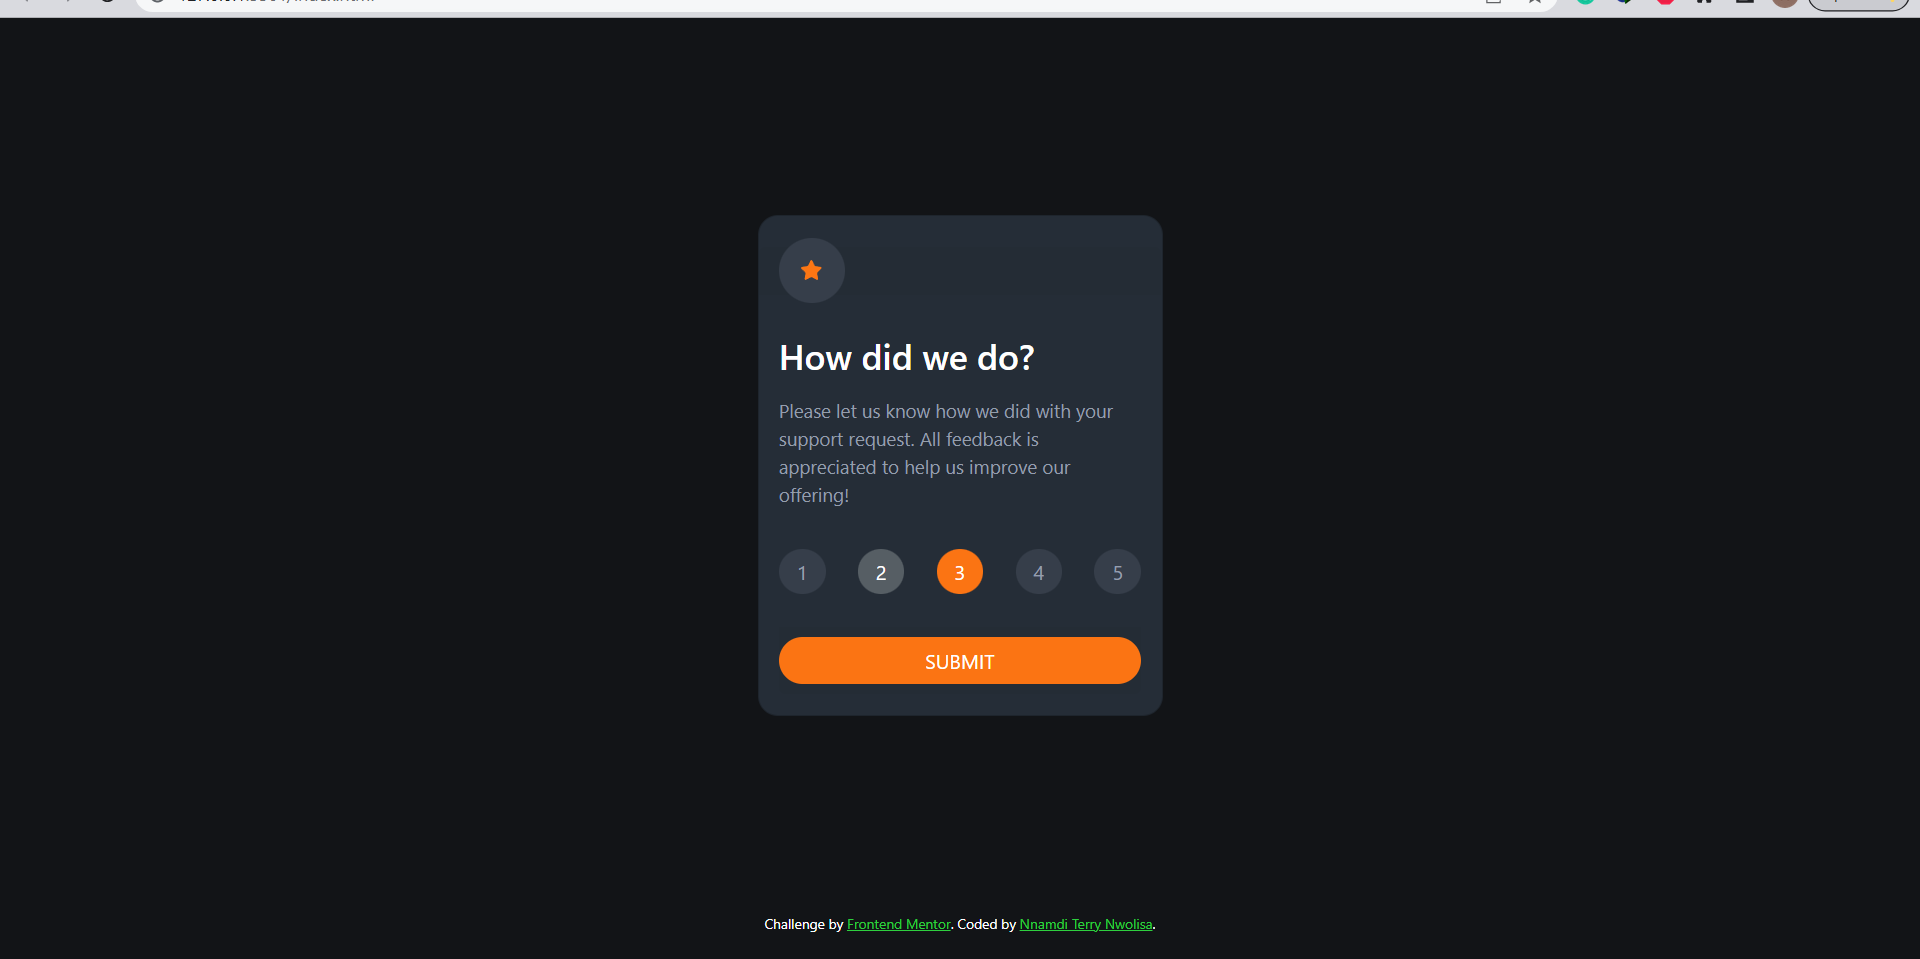 How did we do?
Please let us know how we did with your
support request. All feedback is
appreciated to help us improve our
offering!
1 2 3 4 5
SUBMIT
Challenge by Frontend Mentor. Coded by Nnamdi Terry Nwolisa.